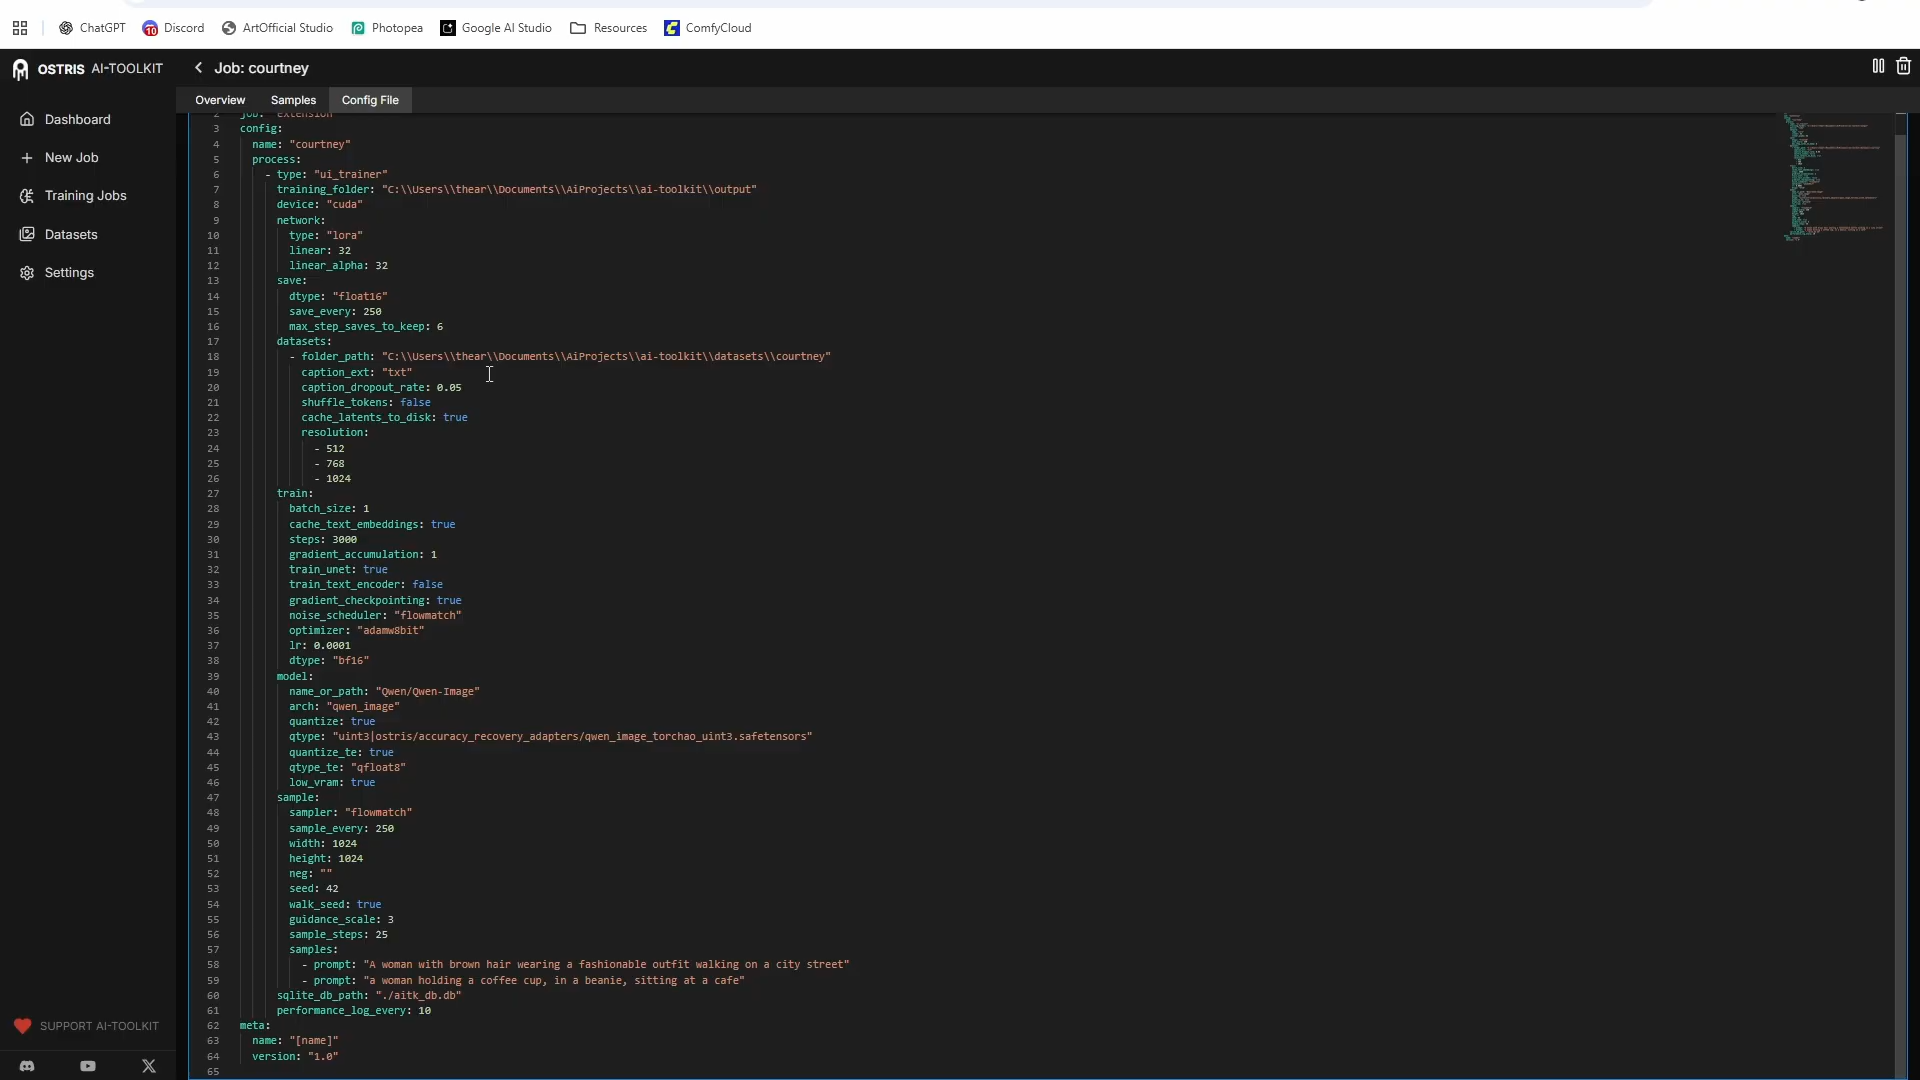 ChatGPT
10 Discord
ArtOfficial Studio
Photopea
Google AI Studio
Resources
ComfyCloud
OSTRIS AI-TOOLKIT
Job: courtney
Overview
Samples
Config File
Dashboard
New Job
Training Jobs
Datasets
Settings
2 job: "extension"
3 config:
4 name: "courtney"
5 process:
6 - type: "ui_trainer"
7 training_folder: "C:\\Users\\thear\\Documents\\AiProjects\\ai-toolkit\\output"
8 device: "cuda"
9 network:
10 type: "lora"
11 linear: 32
12 linear_alpha: 32
13 save:
14 dtype: "float16"
15 save_every: 250
16 max_step_saves_to_keep: 6
17 datasets:
18 - folder_path: "C:\\Users\\thear\\Documents\\AiProjects\\ai-toolkit\\datasets\\courtney"
19 caption_ext: "txt"
20 caption_dropout_rate: 0.05
21 shuffle_tokens: false
22 cache_latents_to_disk: true
23 resolution:
24 - 512
25 - 768
26 - 1024
27 train:
28 batch_size: 1
29 cache_text_embeddings: true
30 steps: 3000
31 gradient_accumulation: 1
32 train_unet: true
33 train_text_encoder: false
34 gradient_checkpointing: true
35 noise_scheduler: "flowmatch"
36 optimizer: "adamw8bit"
37 lr: 0.0001
38 dtype: "bf16"
39 model:
40 name_or_path: "Qwen/Qwen-Image"
41 arch: "qwen_image"
42 quantize: true
43 qtype: "uint3|ostris/accuracy_recovery_adapters/qwen_image_torchao_uint3.safetensors"
44 quantize_te: true
45 qtype_te: "qfloat8"
46 low_vram: true
47 sample:
48 sampler: "flowmatch"
49 sample_every: 250
50 width: 1024
51 height: 1024
52 neg: ""
53 seed: 42
54 walk_seed: true
55 guidance_scale: 3
56 sample_steps: 25
57 samples:
58 - prompt: "A woman with brown hair wearing a fashionable outfit walking on a city street"
59 - prompt: "a woman holding a coffee cup, in a beanie, sitting at a cafe"
60 sqlite_db_path: "./aitk_db.db"
61 performance_log_every: 10
62 meta:
63 name: "[name]"
64 version: "1.0"
65
SUPPORT AI-TOOLKIT